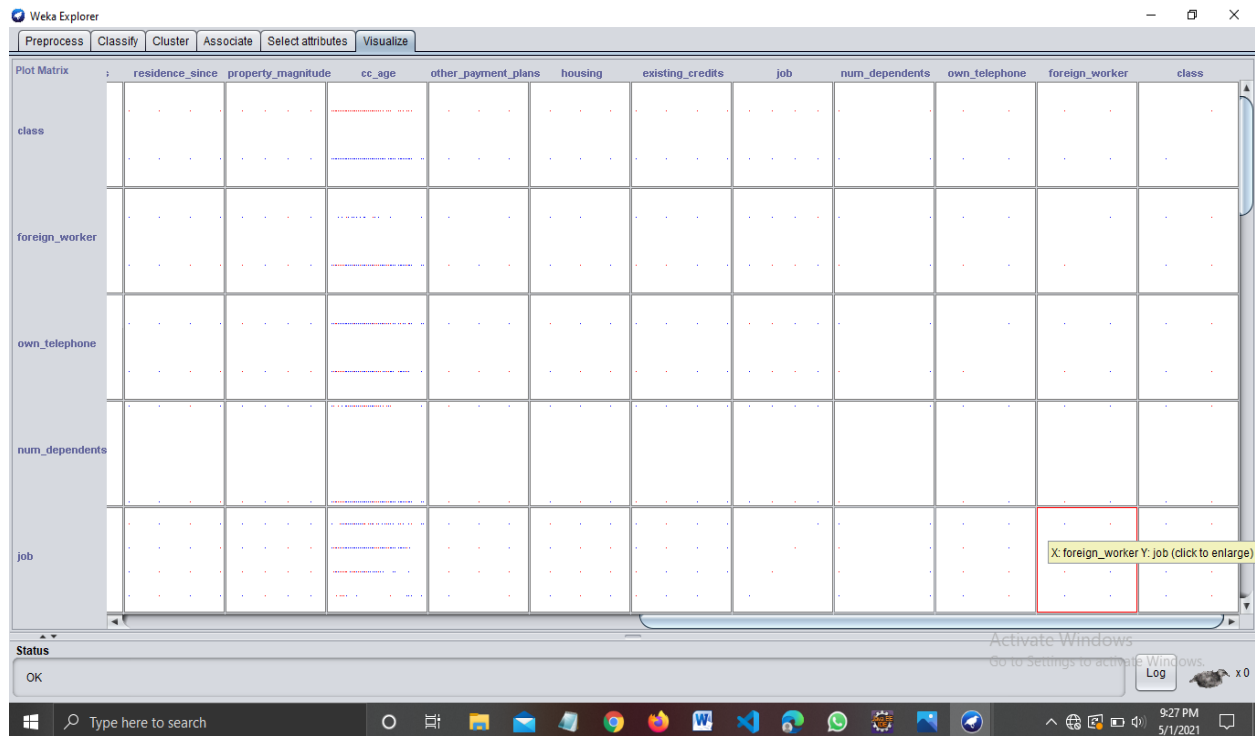 Weka Explorer
Preprocess Classify Cluster Associate Select attributes Visualize
Plot Matrix residence_since property_magnitude cc_age other_payment_plans housing existing_credits job num_dependents own_telephone foreign_worker class
class
foreign_worker
own_telephone
num_dependents
job
X: foreign_worker Y: job (click to enlarge)
Activate Windows
Go to Settings to activate Windows.
Status
OK
Log
x 0
Type here to search
9:27 PM
5/1/2021